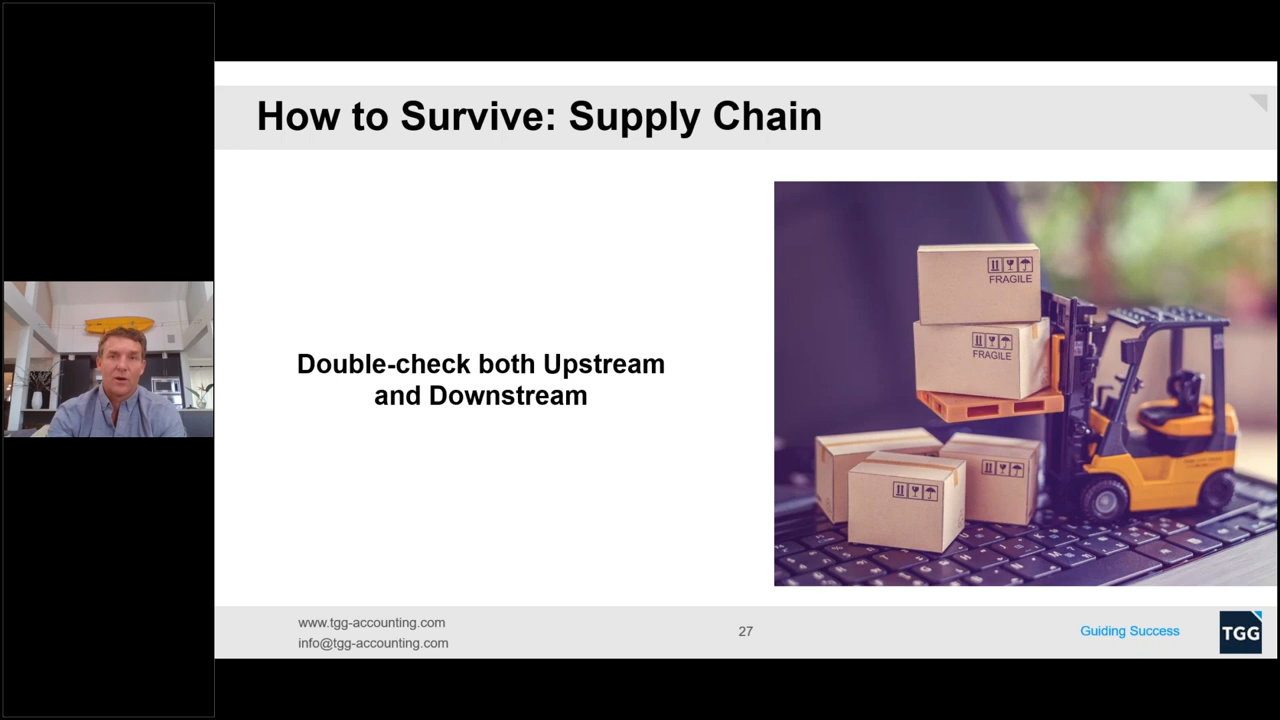 How to Survive: Supply Chain
FRAGILE
FRAGILE
Double-check both Upstream
and Downstream
www.tgg-accounting.com
info@tgg-accounting.com
27
Guiding Success
TGG